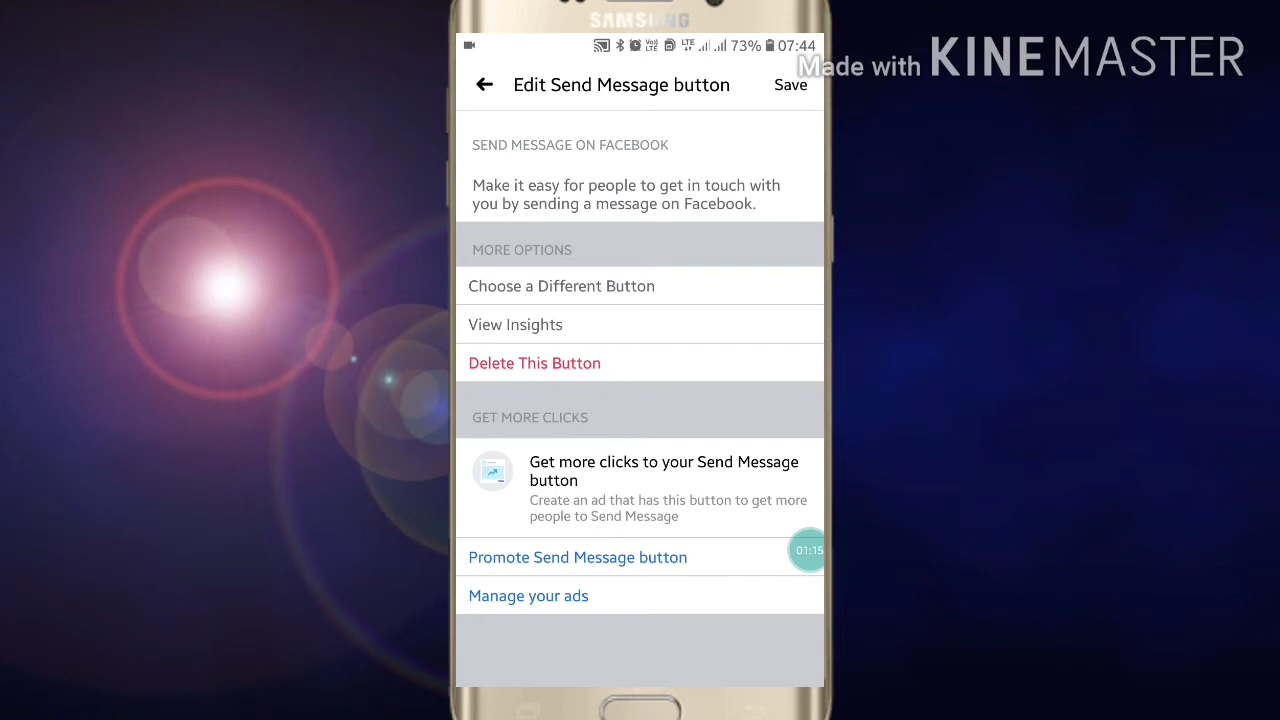 SAMSUNG
73% 07:44
Made with KINEMASTER
Edit Send Message button
Save
SEND MESSAGE ON FACEBOOK
Make it easy for people to get in touch with
you by sending a message on Facebook.
MORE OPTIONS
Choose a Different Button
View Insights
Delete This Button
GET MORE CLICKS
Get more clicks to your Send Message
button
Create an ad that has this button to get more
people to Send Message
01:15
Promote Send Message button
Manage your ads